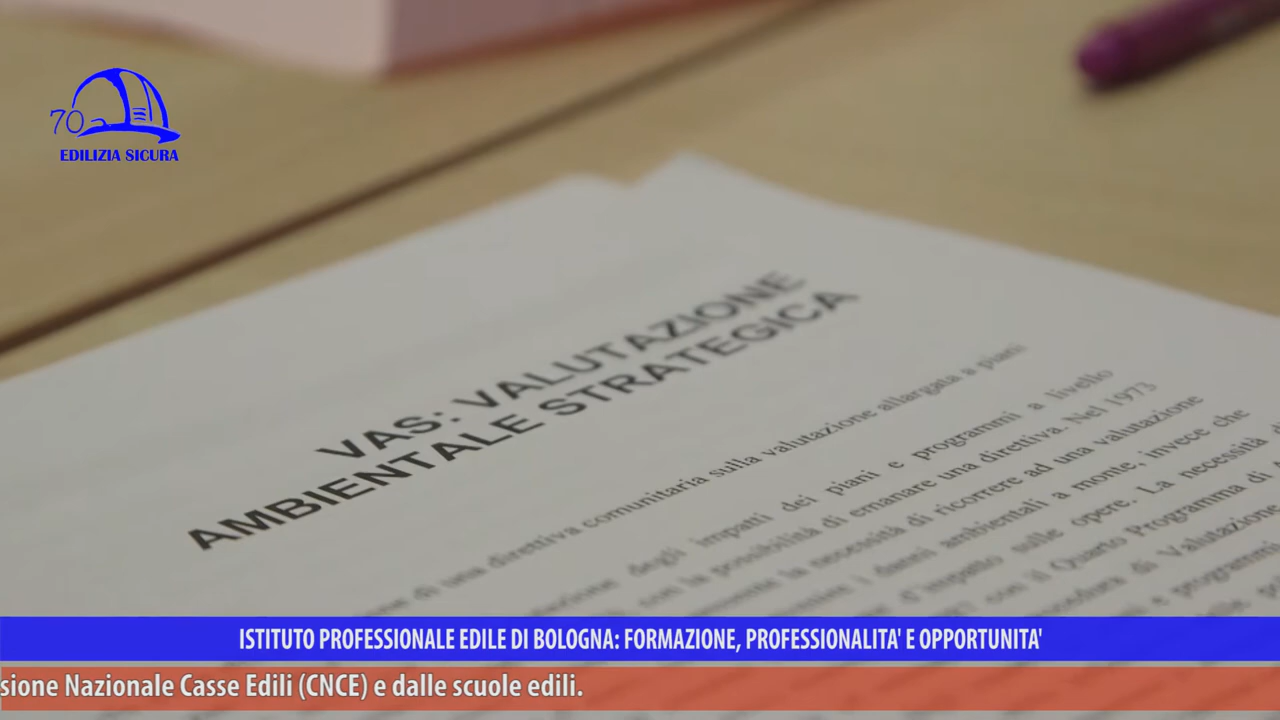 70
EDILIZIA SICURA
VAS: VALUTAZIONE
AMBIENTALE STRATEGICA
di una direttiva comunitaria sulla valutazione allargata a piani
degli impatti dei piani e programmi a livello
con la possibilità di emanare una direttiva. Nel 1973
la necessità di ricorrere ad una valutazione
i danni ambientali a monte, invece che
d'impatto sulle opere. La necessità
con il Quarto Programma di
di Valutazione
e programmi
ISTITUTO PROFESSIONALE EDILE DI BOLOGNA: FORMAZIONE, PROFESSIONALITA' E OPPORTUNITA'
sione Nazionale Casse Edili (CNCE) e dalle scuole edili.